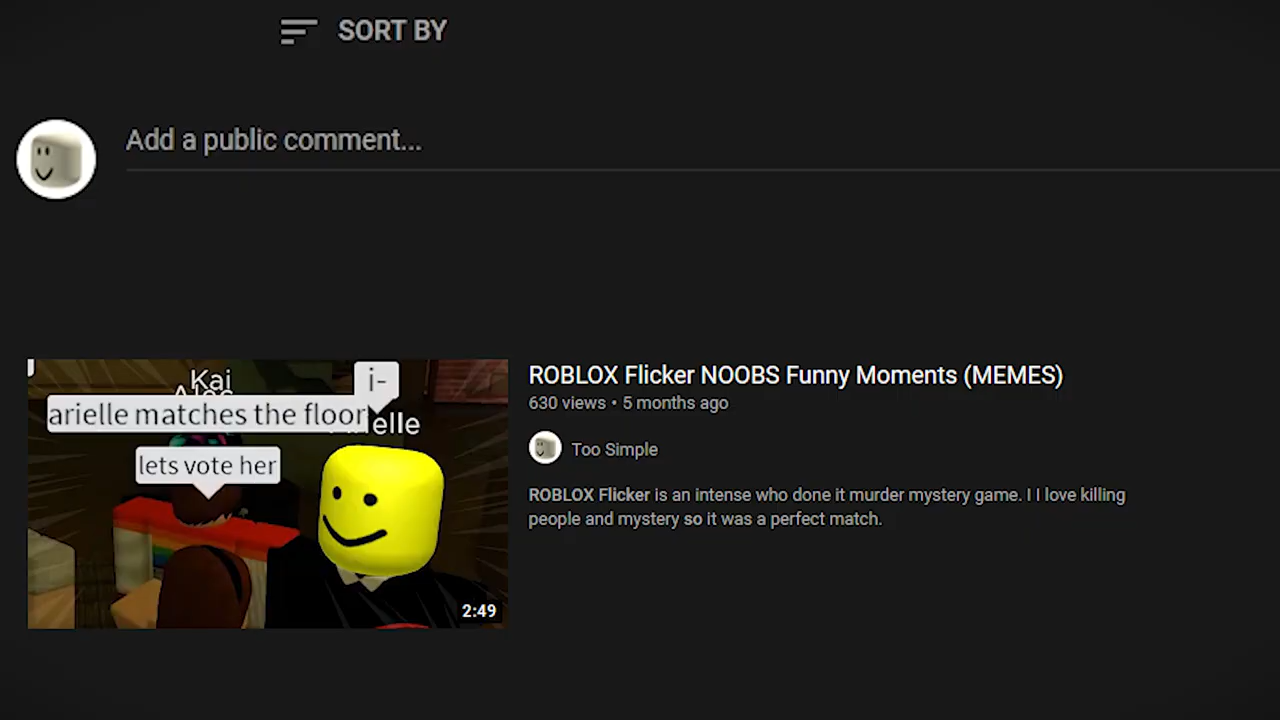 SORT BY
Add a public comment...
Kai
i-
arielle matches the floor
elle
lets vote her
2:49
ROBLOX Flicker NOOBS Funny Moments (MEMES)
630 views • 5 months ago
Too Simple
ROBLOX Flicker is an intense who done it murder mystery game. I I love killing
people and mystery so it was a perfect match.